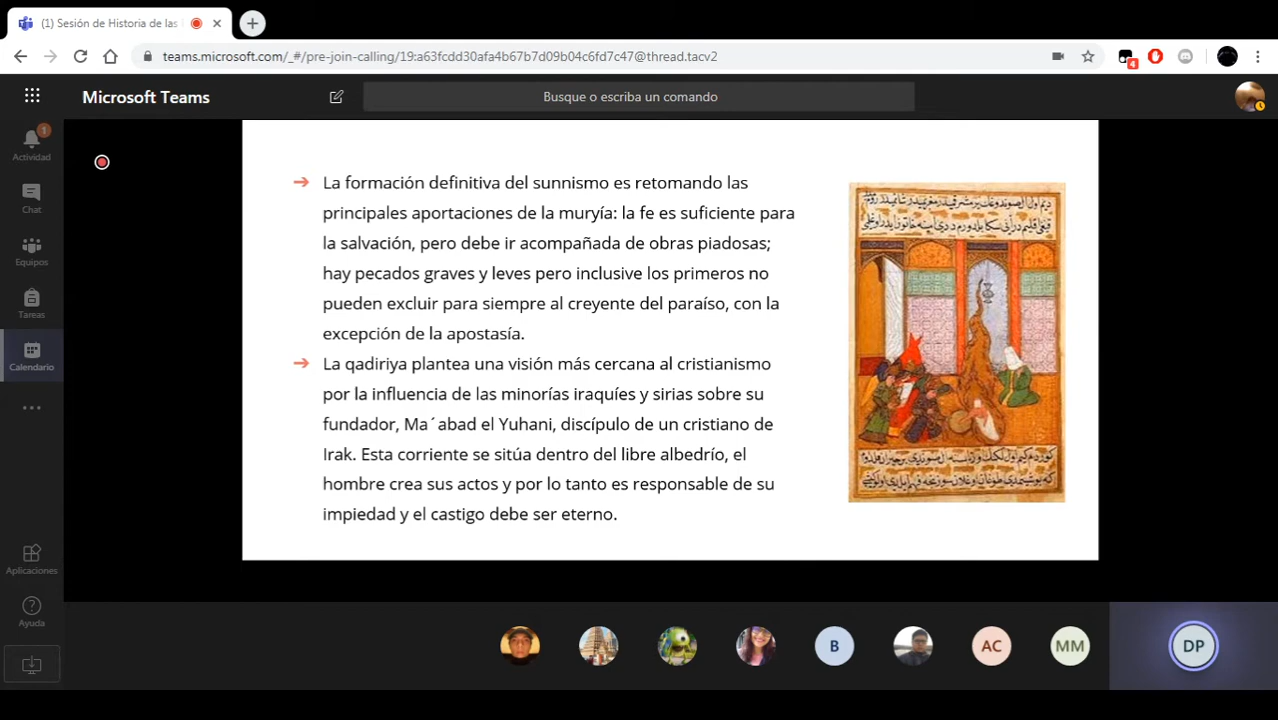 (1) Sesión de Historia de las
teams.microsoft.com/_#/pre-join-calling/19:a63fcdd30afa4b67b7d09b04c6fd7c47@thread.tacv2
4
Microsoft Teams
Busque o escriba un comando
1
Actividad
Chat
Equipos
Tareas
Calendario
Aplicaciones
Ayuda
La formación definitiva del sunnismo es retomando las
principales aportaciones de la muryía: la fe es suficiente para
la salvación, pero debe ir acompañada de obras piadosas;
hay pecados graves y leves pero inclusive los primeros no
pueden excluir para siempre al creyente del paraíso, con la
excepción de la apostasía.
La qadiriya plantea una visión más cercana al cristianismo
por la influencia de las minorías iraquíes y sirias sobre su
fundador, Ma´abad el Yuhani, discípulo de un cristiano de
Irak. Esta corriente se sitúa dentro del libre albedrío, el
hombre crea sus actos y por lo tanto es responsable de su
impiedad y el castigo debe ser eterno.
B
AC
MM
DP